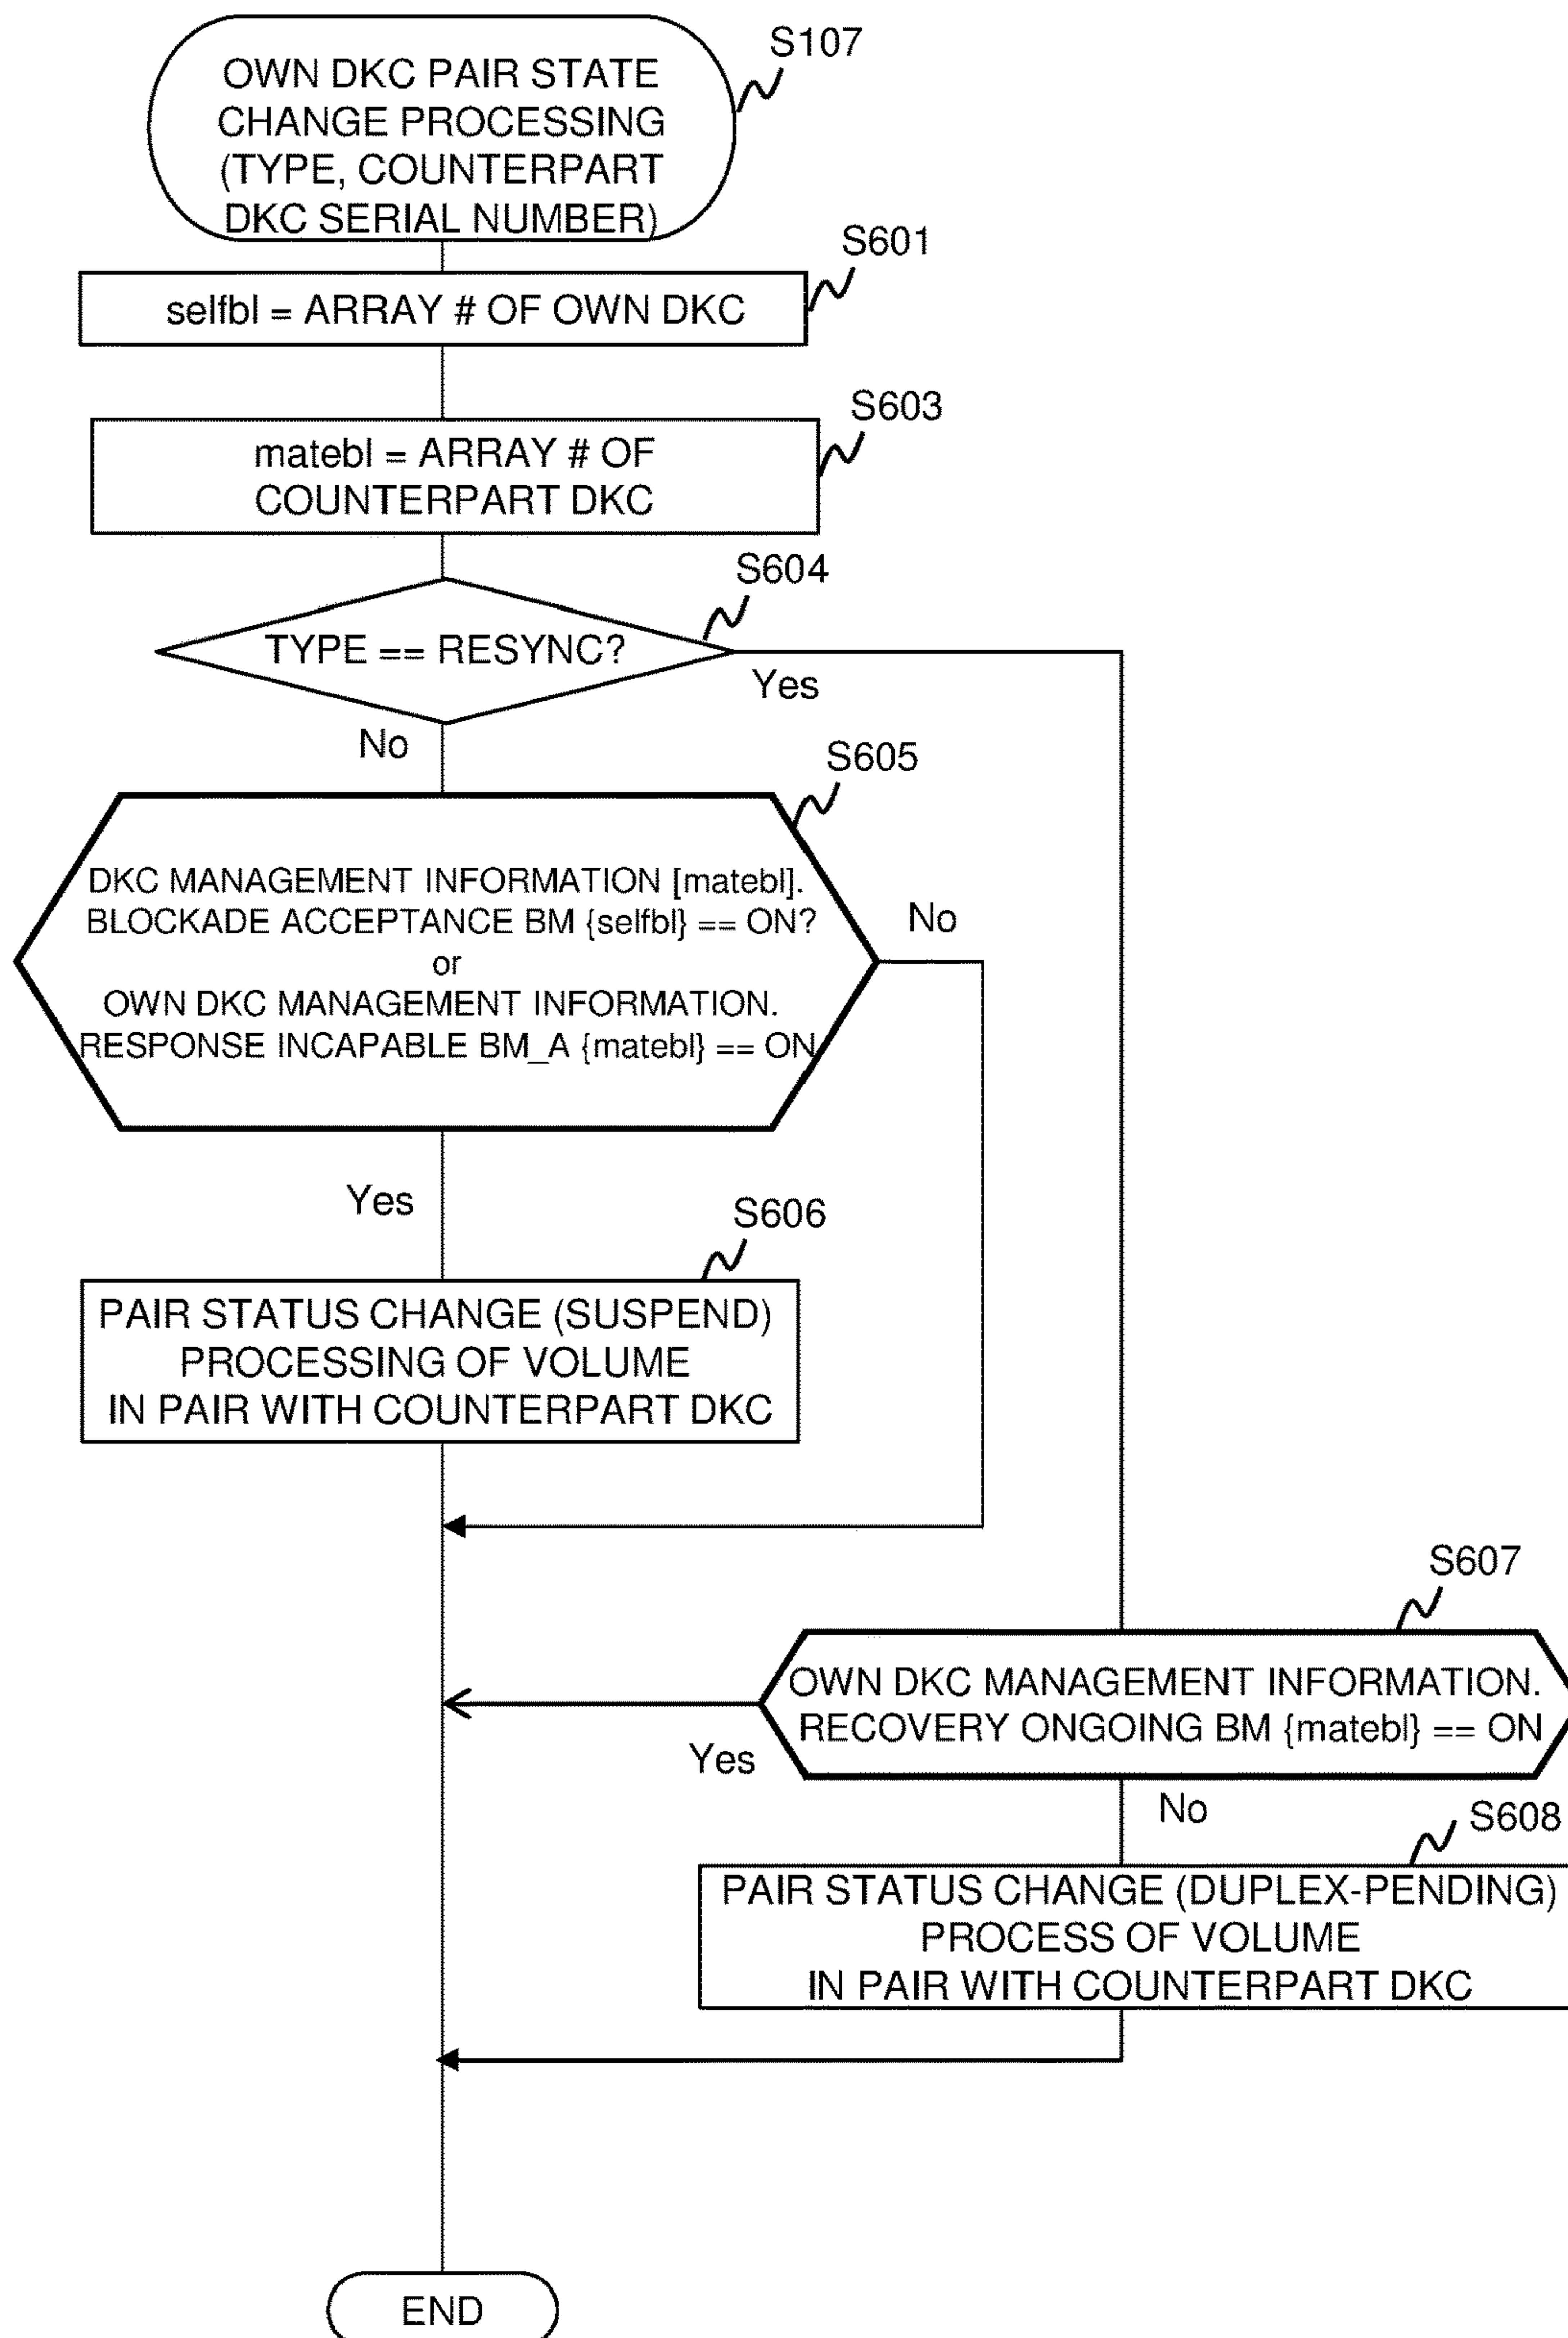 S107
OWN DKC PAIR STATE
CHANGE PROCESSING
(TYPE, COUNTERPART
DKC SERIAL NUMBER)
S601
selfbl = ARRAY # OF OWN DKC
S603
matebl = ARRAY # OF
COUNTERPART DKC
S604
TYPE == RESYNC?
Yes
No
S605
DKC MANAGEMENT INFORMATION [matebl].
BLOCKADE ACCEPTANCE BM {selfbl} == ON?
or
OWN DKC MANAGEMENT INFORMATION.
RESPONSE INCAPABLE BM_A {matebl} == ON
No
Yes
S606
PAIR STATUS CHANGE (SUSPEND)
PROCESSING OF VOLUME
IN PAIR WITH COUNTERPART DKC
S607
OWN DKC MANAGEMENT INFORMATION.
RECOVERY ONGOING BM {matebl} == ON
Yes
No
S608
PAIR STATUS CHANGE (DUPLEX-PENDING)
PROCESS OF VOLUME
IN PAIR WITH COUNTERPART DKC
END